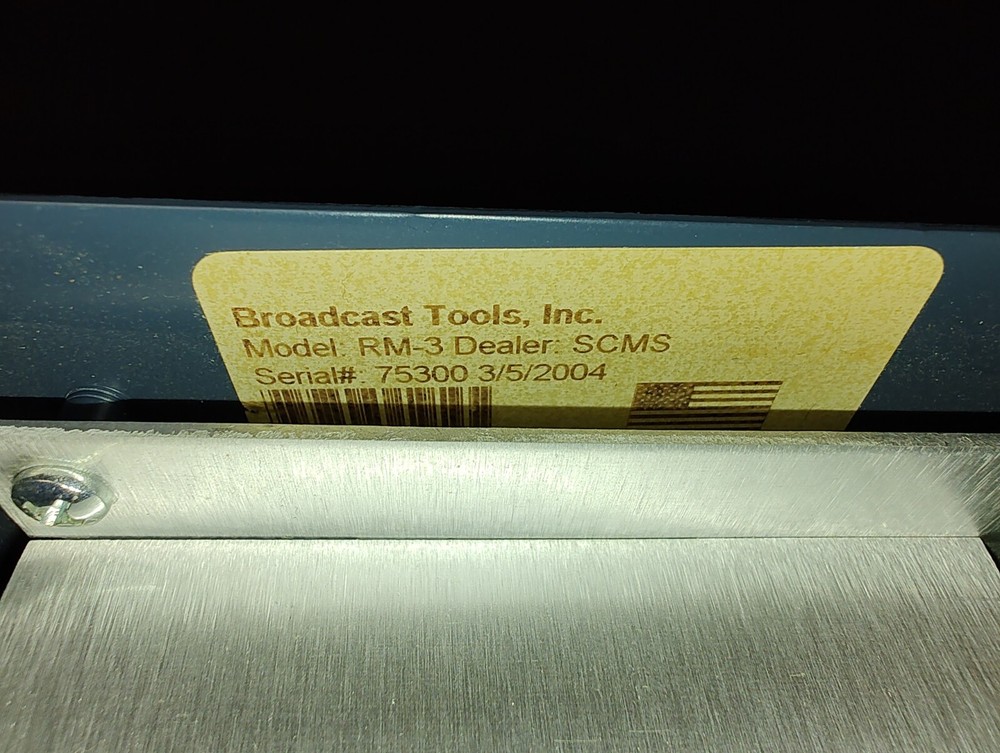 Broadcast Tools, Inc.
Model: RM-3 Dealer: SCMS
Serial#: 75300 3/5/2004